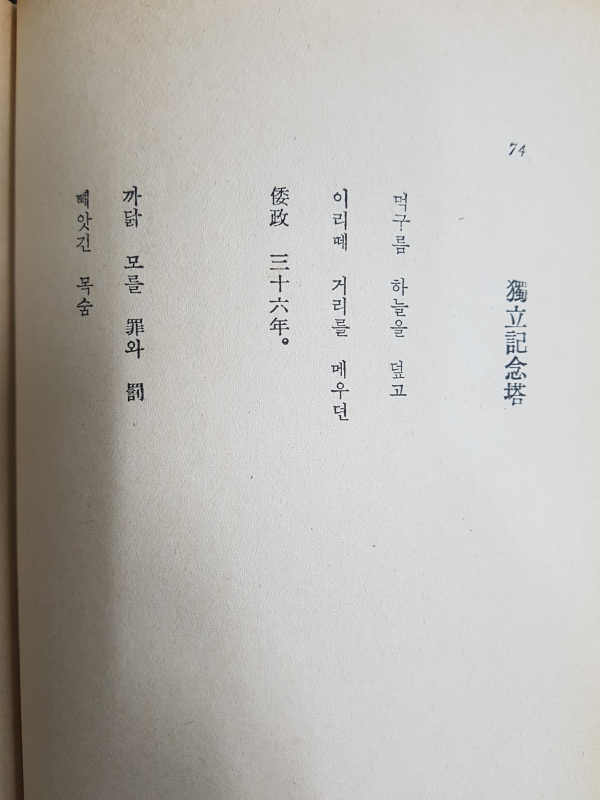 74
獨立記念塔
먹구름 하늘을 덮고
이리떼 거리를 메우던
倭政 三十六年。
까닭 모를 罪와 罰
빼앗긴 목숨